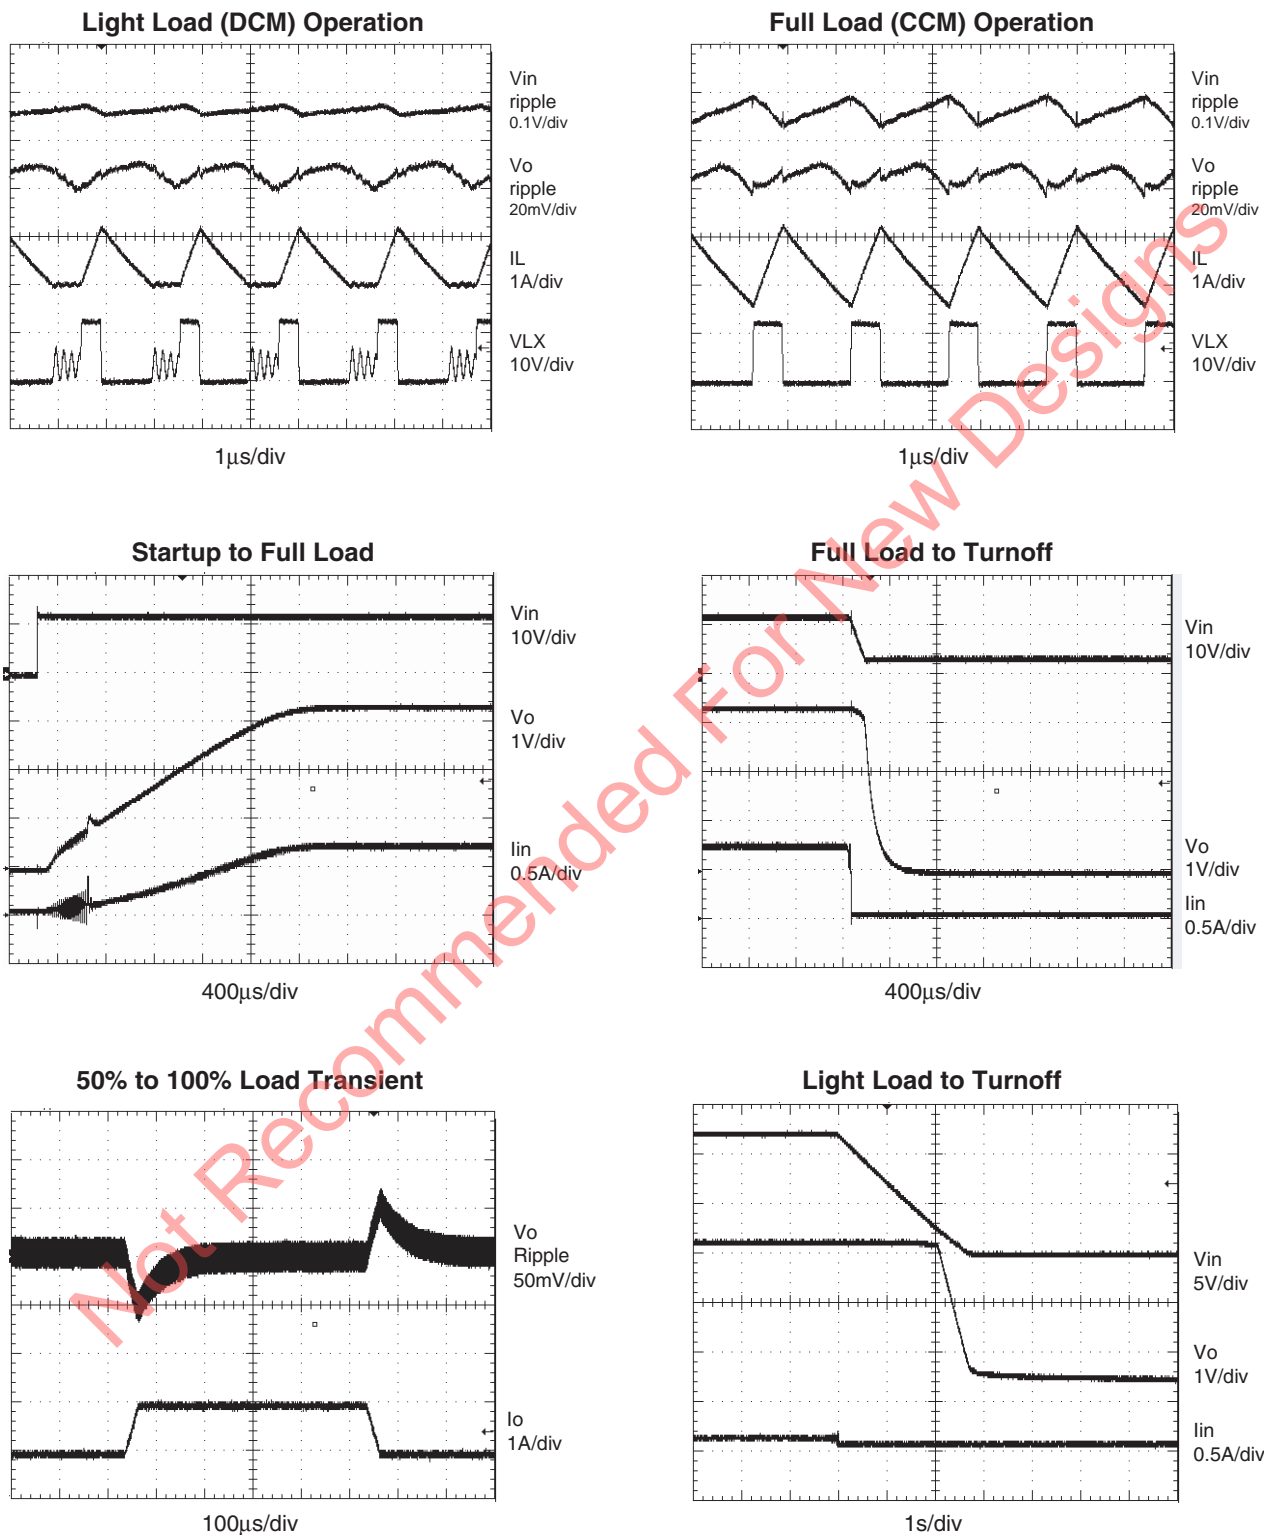 Light Load (DCM) Operation
Vin
ripple
0.1V/div
Vo
ripple
20mV/div
IL
1A/div
VLX
10V/div
1μs/div
Full Load (CCM) Operation
Vin
ripple
0.1V/div
Vo
ripple
20mV/div
IL
1A/div
VLX
10V/div
1μs/div
Startup to Full Load
Vin
10V/div
Vo
1V/div
Iin
0.5A/div
400μs/div
Full Load to Turnoff
Vin
10V/div
Vo
1V/div
Iin
0.5A/div
400μs/div
50% to 100% Load Transient
Vo
Ripple
50mV/div
Io
1A/div
100μs/div
Light Load to Turnoff
Vin
5V/div
Vo
1V/div
Iin
0.5A/div
1s/div
Not Recommended For New Designs